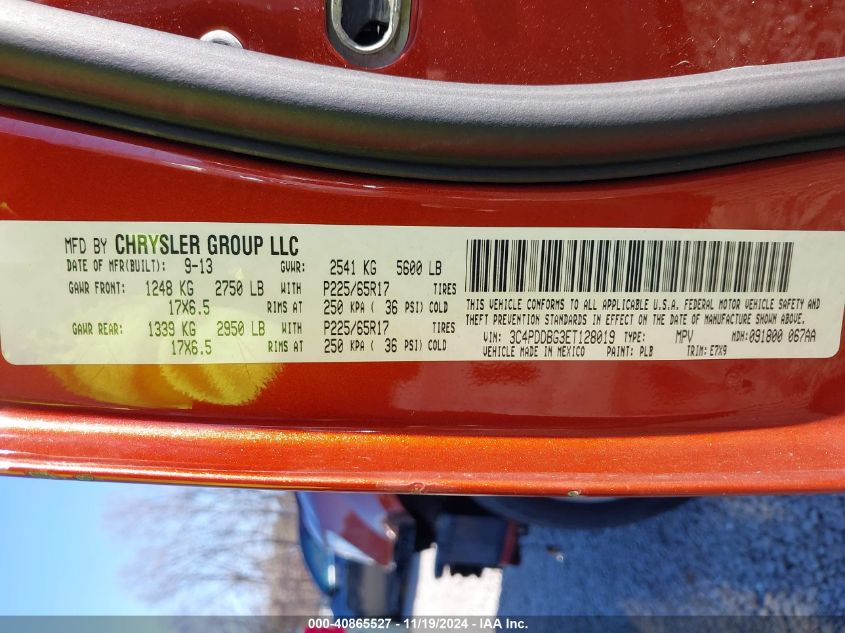 MFD BY CHRYSLER GROUP LLC
DATE OF MFR(BUILT): 9-13 GVWR: 2541 KG 5600 LB
GAWR FRONT: 1248 KG 2750 LB WITH P225/65R17 TIRES
17X6.5 RIMS AT 250 KPA ( 36 PSI) COLD
GAWR REAR: 1339 KG 2950 LB WITH P225/65R17 TIRES
17X6.5 RIMS AT 250 KPA ( 36 PSI) COLD
THIS VEHICLE CONFORMS TO ALL APPLICABLE U.S.A. FEDERAL MOTOR VEHICLE SAFETY AND
THEFT PREVENTION STANDARDS IN EFFECT ON THE DATE OF MANUFACTURE SHOWN ABOVE.
VIN: 3C4PDDBG3ET128019 TYPE: MPV MDH:091800 067AA
VEHICLE MADE IN MEXICO PAINT: PLB TRIM: E7X9
000-40865527 - 11/19/2024 - IAA Inc.